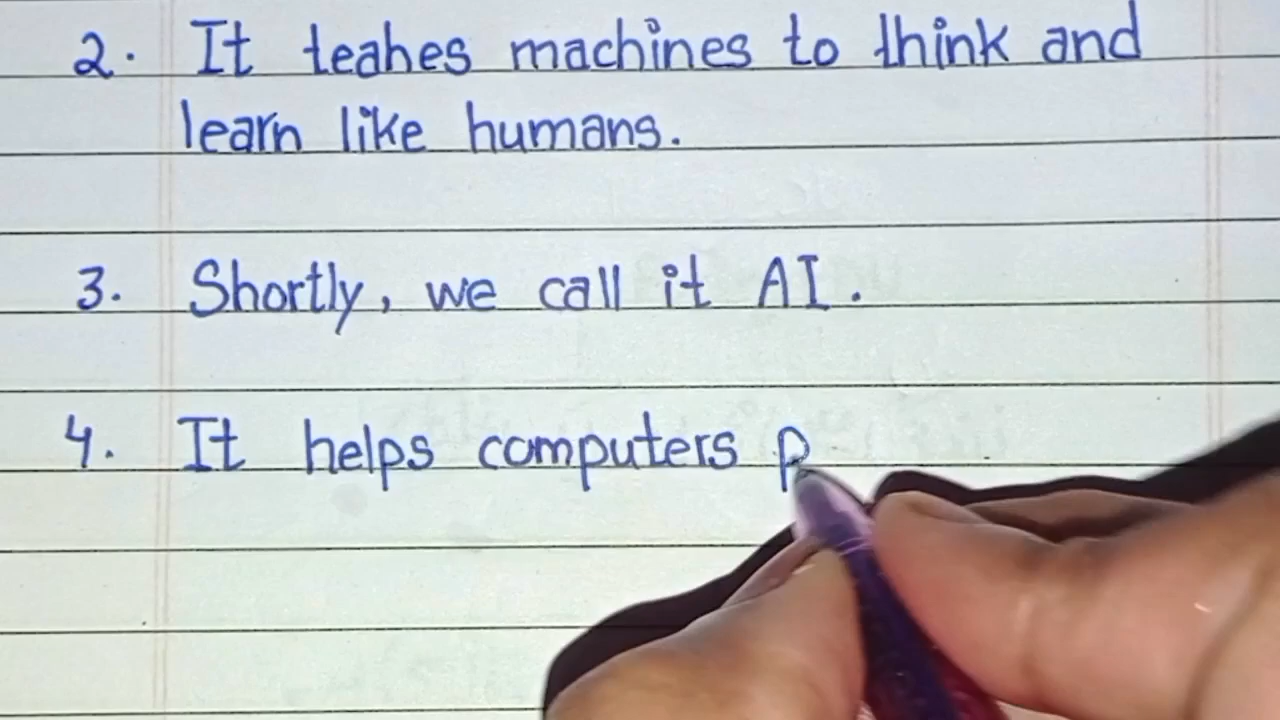 2. It teahes machines to think and
learn like humans.
3. Shortly, we call it AI.
4. It helps computers p